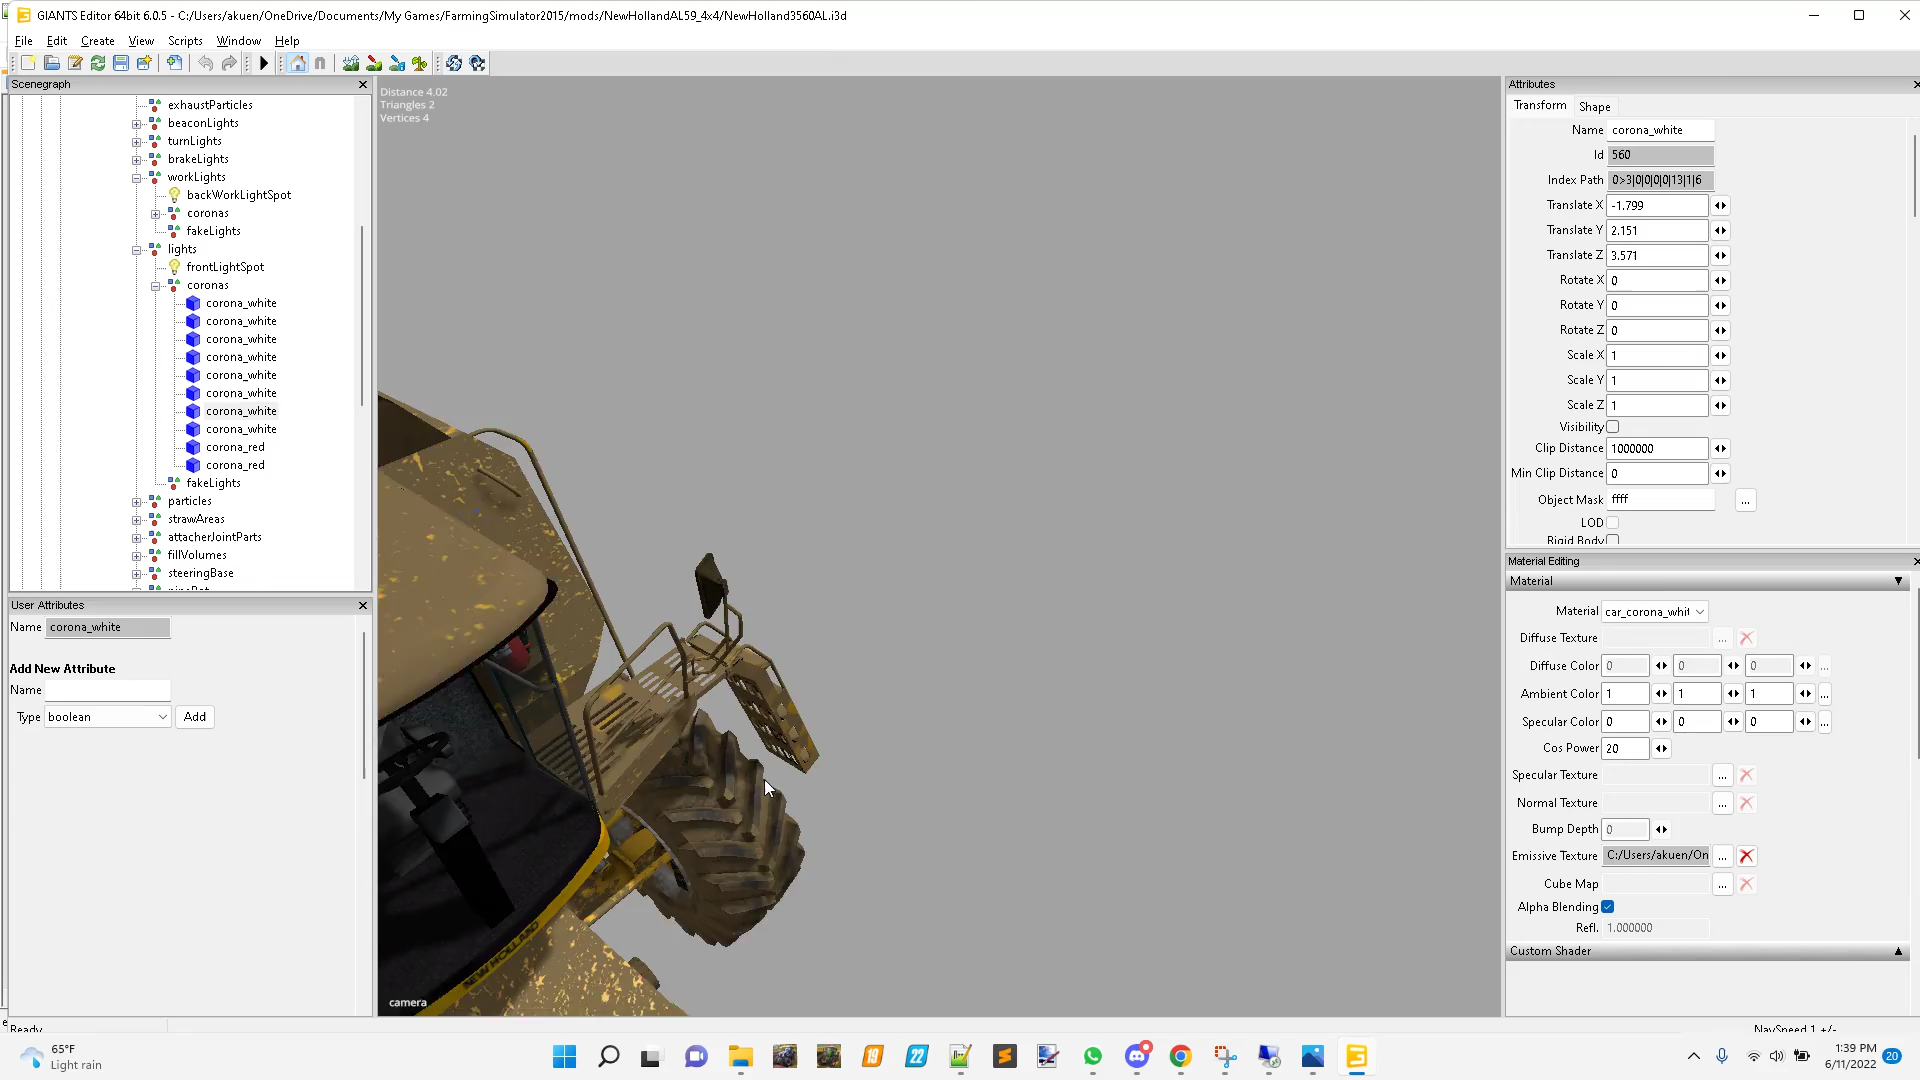 GIANTS Editor 64bit 6.0.5 - C:/Users/akuen/OneDrive/Documents/My Games/FarmingSimulator2015/mods/NewHollandAL59_4x4/NewHolland3560AL.i3d
File Edit Create View Scripts Window Help
Scenegraph
exhaustParticles
beaconLights
turnLights
brakeLights
workLights
backWorkLightSpot
coronas
fakeLights
lights
frontLightSpot
coronas
corona_white
corona_white
corona_white
corona_white
corona_white
corona_white
corona_white
corona_white
corona_red
corona_red
fakeLights
particles
strawAreas
attacherJointParts
fillVolumes
steeringBase
User Attributes
Name corona_white
Add New Attribute
Name
Type boolean Add
Ready
Distance 4.02
Triangles 2
Vertices 4
NEW HOLLAND
camera
Attributes
Transform Shape
Name corona_white
Id 560
Index Path 0>3|0|0|0|0|13|1|6
Translate X -1.799
Translate Y 2.151
Translate Z 3.571
Rotate X 0
Rotate Y 0
Rotate Z 0
Scale X 1
Scale Y 1
Scale Z 1
Visibility
Clip Distance 1000000
Min Clip Distance 0
Object Mask ffff ...
LOD
Rigid Body
Material Editing
Material
Material car_corona_whit
Diffuse Texture ...
Diffuse Color 0 0 0 ...
Ambient Color 1 1 1 ...
Specular Color 0 0 0 ...
Cos Power 20
Specular Texture ...
Normal Texture ...
Bump Depth 0
Emissive Texture C:/Users/akuen/On ...
Cube Map ...
Alpha Blending
Refl. 1.000000
Custom Shader
NavSpeed 1 +/-
65°F
Light rain
19
22
1:39 PM
6/11/2022
20